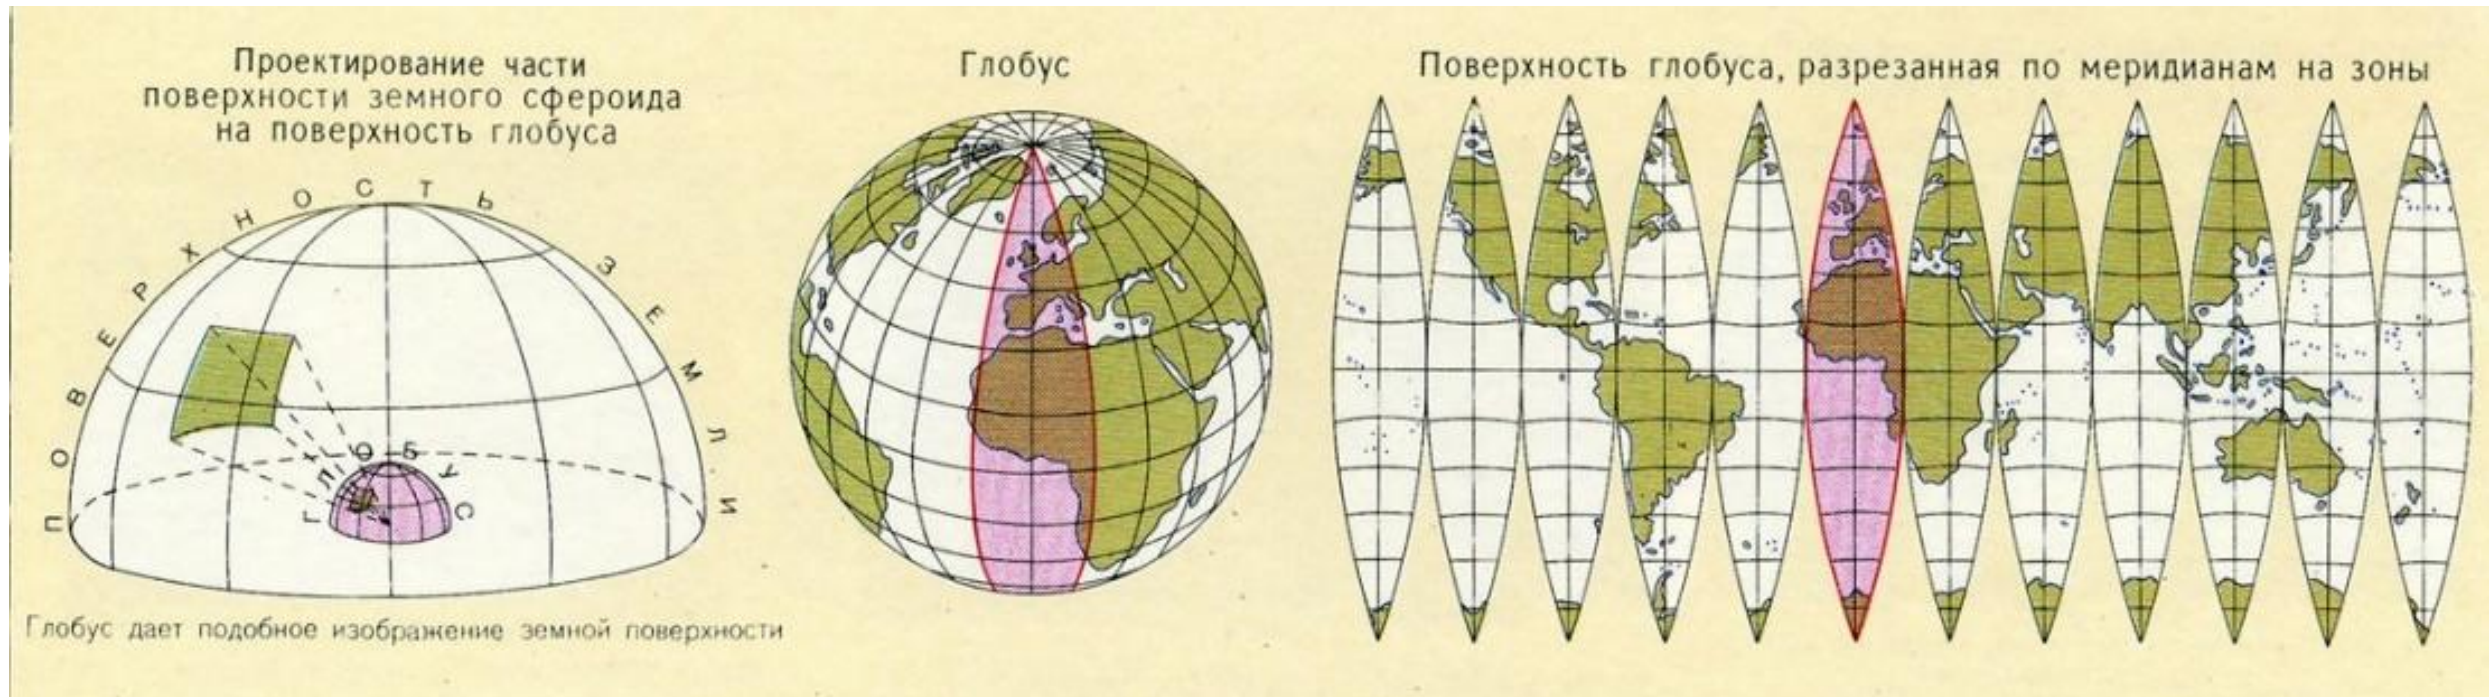 Проектирование части
поверхности земного сфероида
на поверхность глобуса
ПОВЕРХНОСТЬ ЗЕМЛИ
ГЛОБУС
Глобус дает подобное изображение земной поверхности
Глобус
Поверхность глобуса, разрезанная по меридианам на зоны